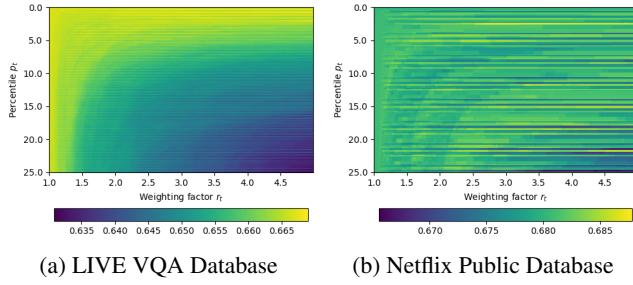 0.0
5.0
10.0
15.0
20.0
25.0
Percentile pₜ
1.0 1.5 2.0 2.5 3.0 3.5 4.0 4.5
Weighting factor rₜ
0.635 0.640 0.645 0.650 0.655 0.660 0.665
(a) LIVE VQA Database
0.0
5.0
10.0
15.0
20.0
25.0
Percentile pₜ
1.0 1.5 2.0 2.5 3.0 3.5 4.0 4.5
Weighting factor rₜ
0.670 0.675 0.680 0.685
(b) Netflix Public Database